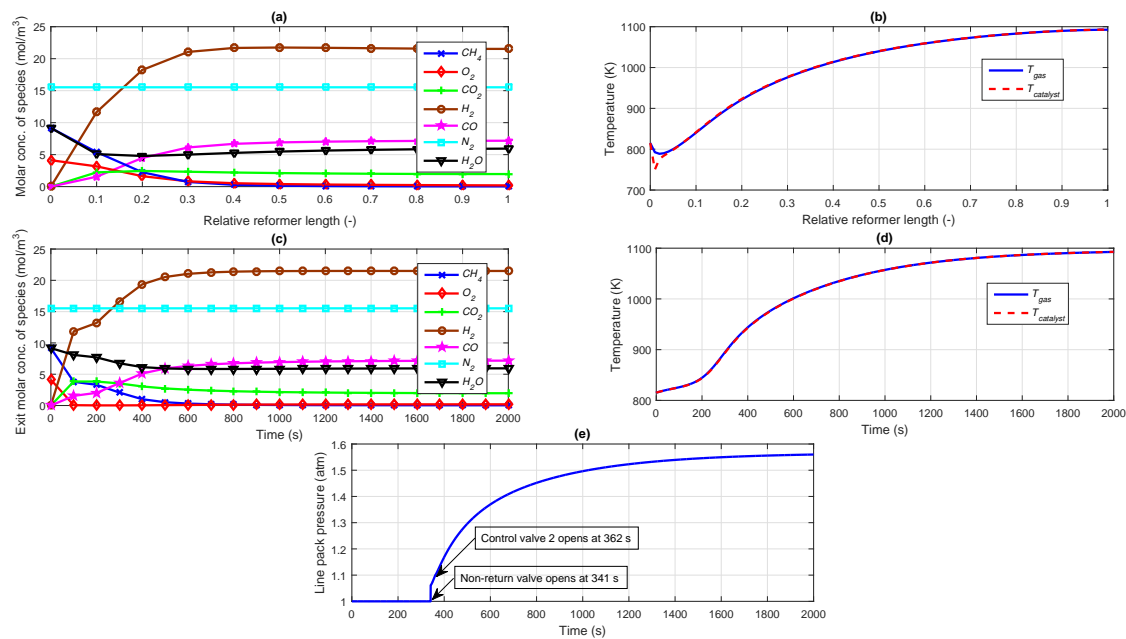 (a)
Molar conc. of species (mol/m³)
25
20
15
10
5
0
0 0.1 0.2 0.3 0.4 0.5 0.6 0.7 0.8 0.9 1
Relative reformer length (-)
CH₄
O₂
CO₂
H₂
CO
N₂
H₂O
(b)
Temperature (K)
1100
1000
900
800
700
0 0.1 0.2 0.3 0.4 0.5 0.6 0.7 0.8 0.9 1
Relative reformer length (-)
T_gas
T_catalyst
(c)
Exit molar conc. of species (mol/m³)
25
20
15
10
5
0
0 200 400 600 800 1000 1200 1400 1600 1800 2000
Time (s)
CH₄
O₂
CO₂
H₂
CO
N₂
H₂O
(d)
Temperature (K)
1100
1000
900
800
0 200 400 600 800 1000 1200 1400 1600 1800 2000
Time (s)
T_gas
T_catalyst
(e)
Line pack pressure (atm)
1.6
1.5
1.4
1.3
1.2
1.1
1
0 200 400 600 800 1000 1200 1400 1600 1800 2000
Time (s)
Control valve 2 opens at 362 s
Non-return valve opens at 341 s